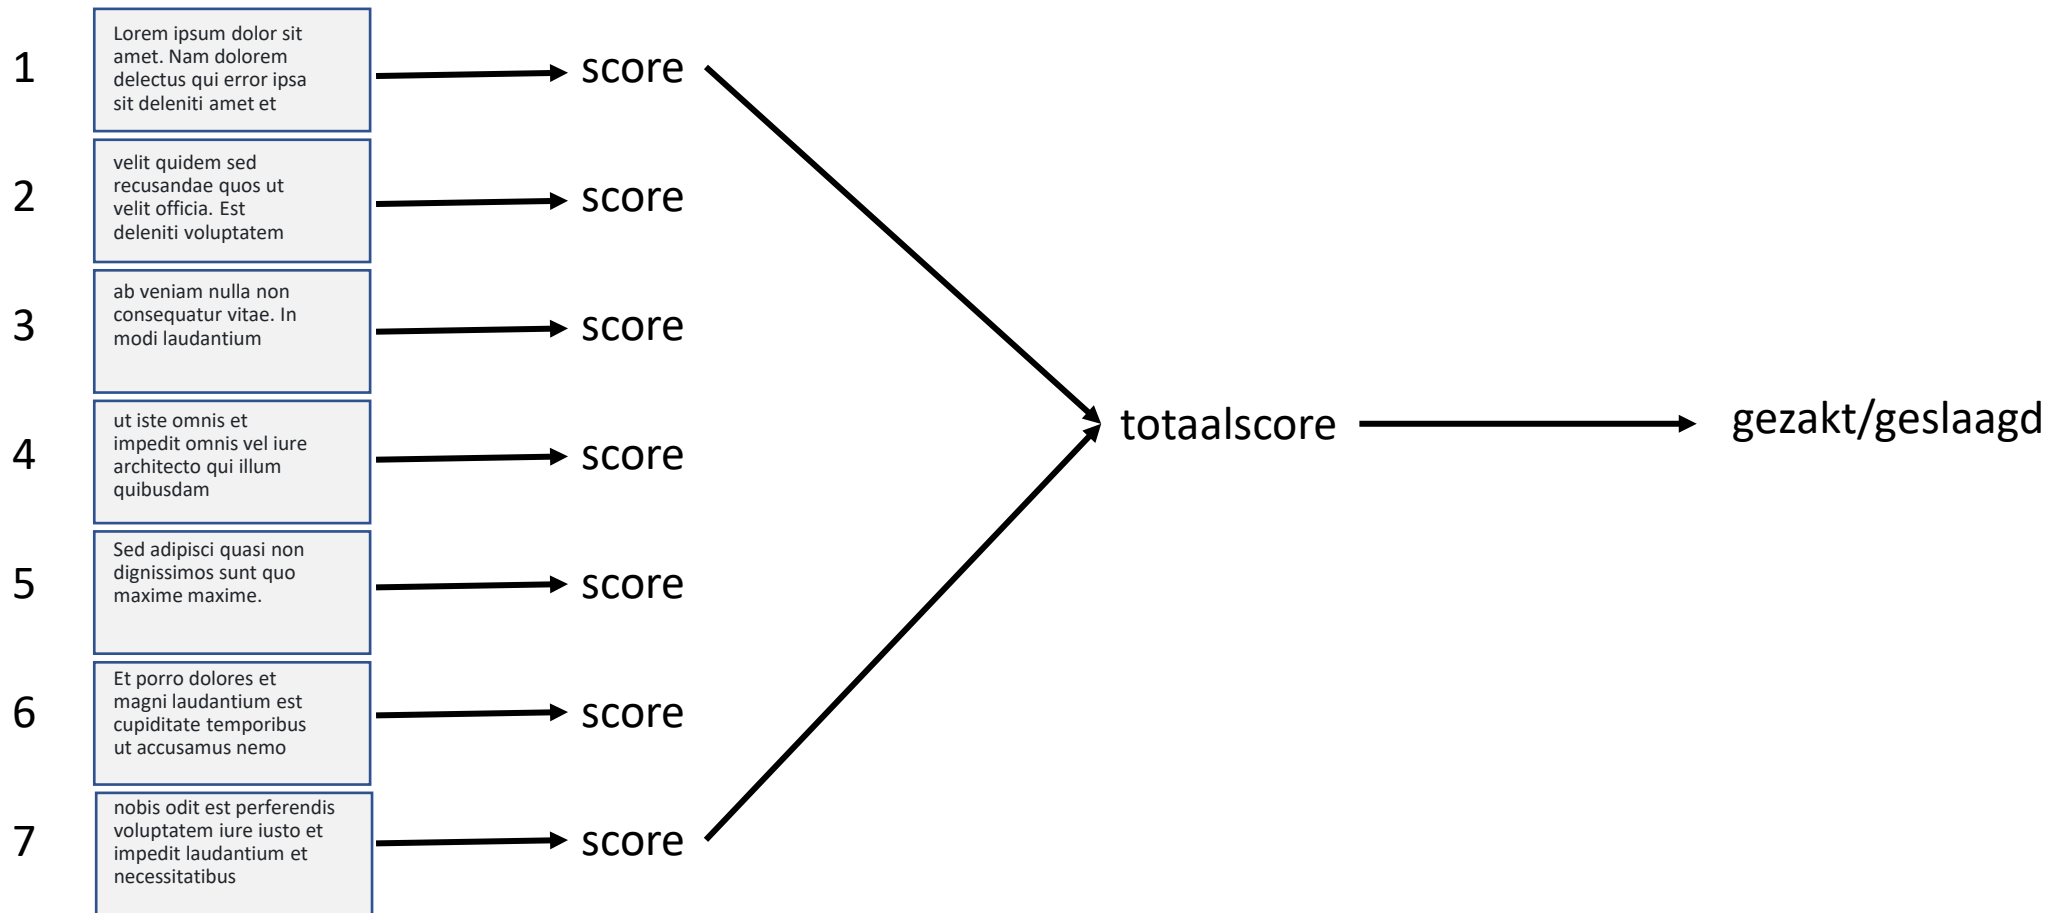 1
Lorem ipsum dolor sit
amet. Nam dolorem
delectus qui error ipsa
sit deleniti amet et
score
2
velit quidem sed
recusandae quos ut
velit officia. Est
deleniti voluptatem
score
3
ab veniam nulla non
consequatur vitae. In
modi laudantium
score
4
ut iste omnis et
impedit omnis vel iure
architecto qui illum
quibusdam
score
5
Sed adipisci quasi non
dignissimos sunt quo
maxime maxime.
score
6
Et porro dolores et
magni laudantium est
cupiditate temporibus
ut accusamus nemo
score
7
nobis odit est perferendis
voluptatem iure iusto et
impedit laudantium et
necessitatibus
score
totaalscore
gezakt/geslaagd